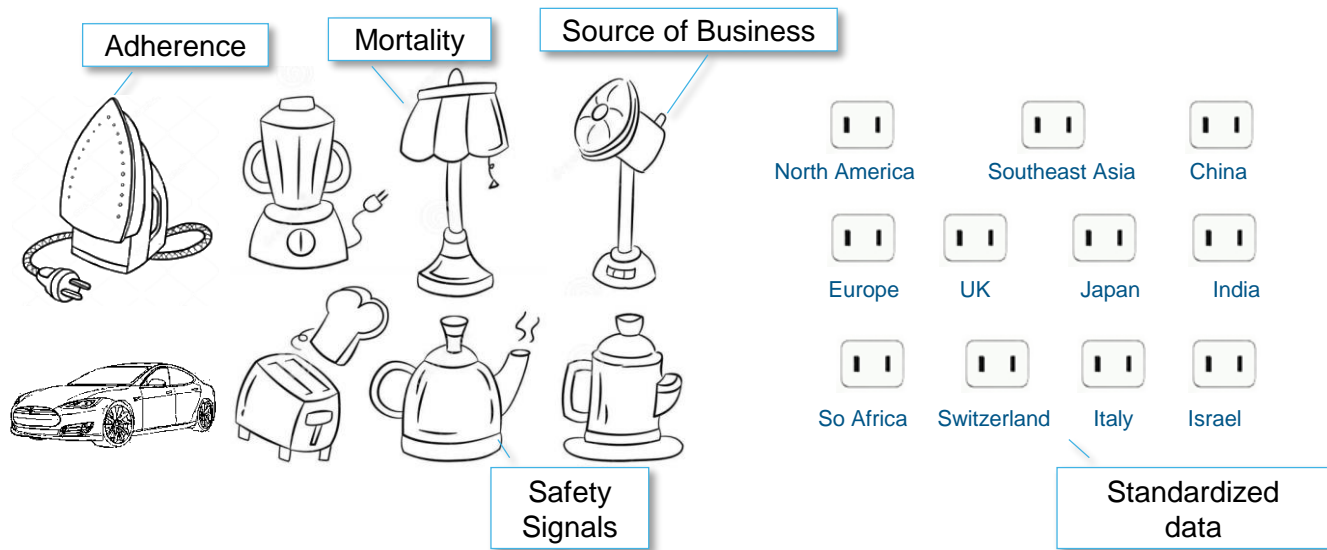 Adherence
Mortality
Source of Business
North America
Southeast Asia
China
Europe
UK
Japan
India
So Africa
Switzerland
Italy
Israel
Safety
Signals
Standardized
data